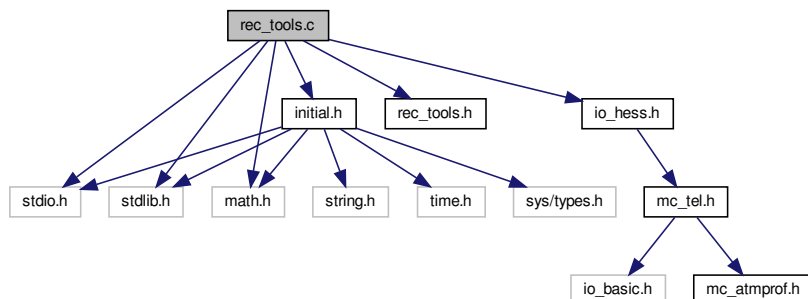 rec_tools.c
initial.h
rec_tools.h
io_hess.h
stdio.h
stdlib.h
math.h
string.h
time.h
sys/types.h
mc_tel.h
io_basic.h
mc_atmprof.h